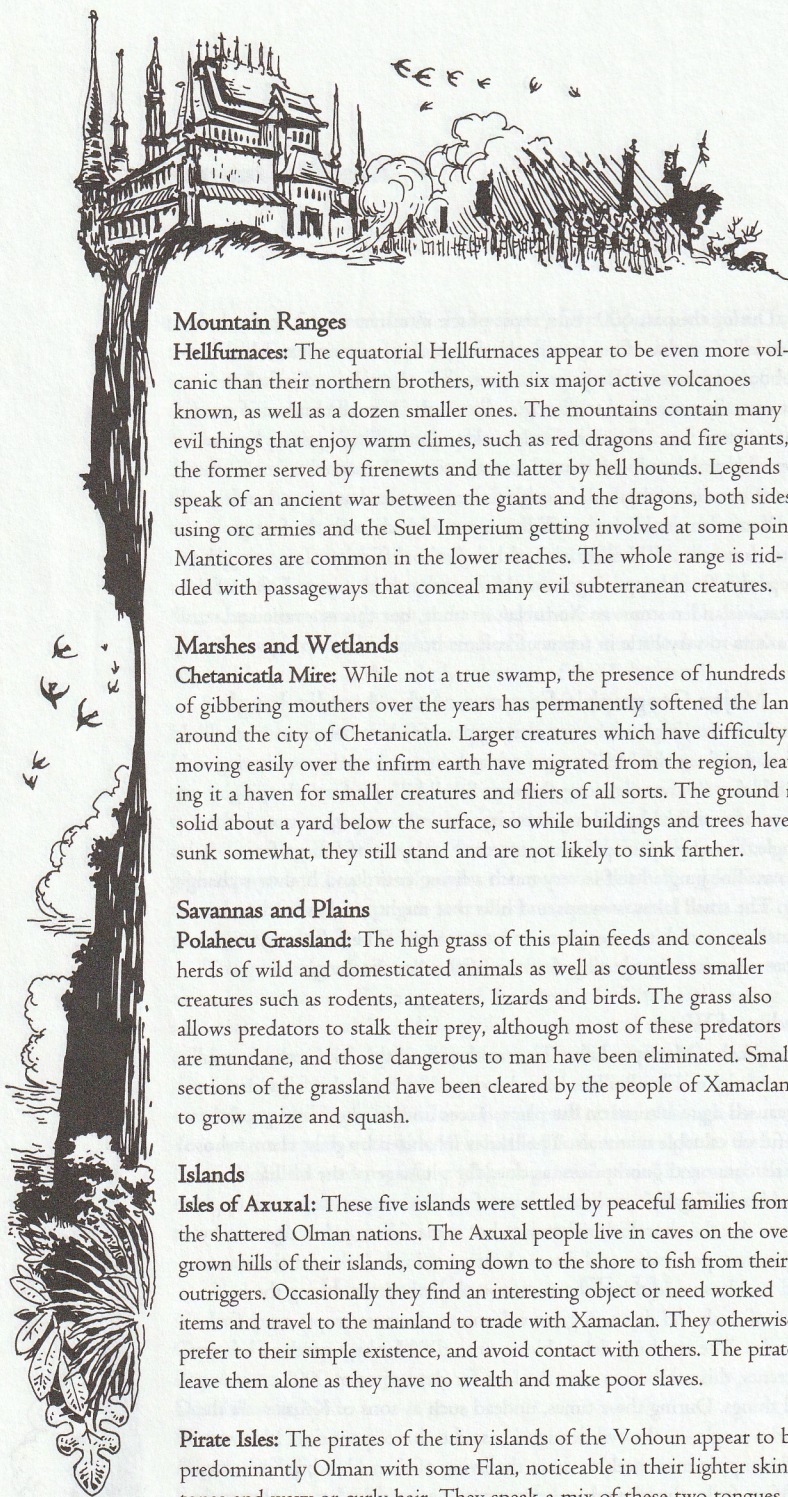 Mountain Ranges
Hellfurnaces: The equatorial Hellfurnaces appear to be even more vol-
canic than their northern brothers, with six major active volcanoes
known, as well as a dozen smaller ones. The mountains contain many
evil things that enjoy warm climes, such as red dragons and fire giants,
the former served by firenewts and the latter by hell hounds. Legends
speak of an ancient war between the giants and the dragons, both sides
using orc armies and the Suel Imperium getting involved at some poin
Manticores are common in the lower reaches. The whole range is rid-
dled with passageways that conceal many evil subterranean creatures.
Marshes and Wetlands
Chetanicatla Mire: While not a true swamp, the presence of hundreds
of gibbering mouthers over the years has permanently softened the lan
around the city of Chetanicatla. Larger creatures which have difficulty
moving easily over the infirm earth have migrated from the region, lea
ing it a haven for smaller creatures and fliers of all sorts. The ground
solid about a yard below the surface, so while buildings and trees have
sunk somewhat, they still stand and are not likely to sink farther.
Savannas and Plains
Polahecu Grassland: The high grass of this plain feeds and conceals
herds of wild and domesticated animals as well as countless smaller
creatures such as rodents, anteaters, lizards and birds. The grass also
allows predators to stalk their prey, although most of these predators
are mundane, and those dangerous to man have been eliminated. Smal
sections of the grassland have been cleared by the people of Xamaclan
to grow maize and squash.
Islands
Isles of Axuxal: These five islands were settled by peaceful families from
the shattered Olman nations. The Axuxal people live in caves on the ove
grown hills of their islands, coming down to the shore to fish from their
outriggers. Occasionally they find an interesting object or need worked
items and travel to the mainland to trade with Xamaclan. They otherwise
prefer to their simple existence, and avoid contact with others. The pirate
leave them alone as they have no wealth and make poor slaves.
Pirate Isles: The pirates of the tiny islands of the Vohoun appear to b
predominantly Olman with some Flan, noticeable in their lighter skin
and wavy or curly hair. They speak a mix of these two tongues